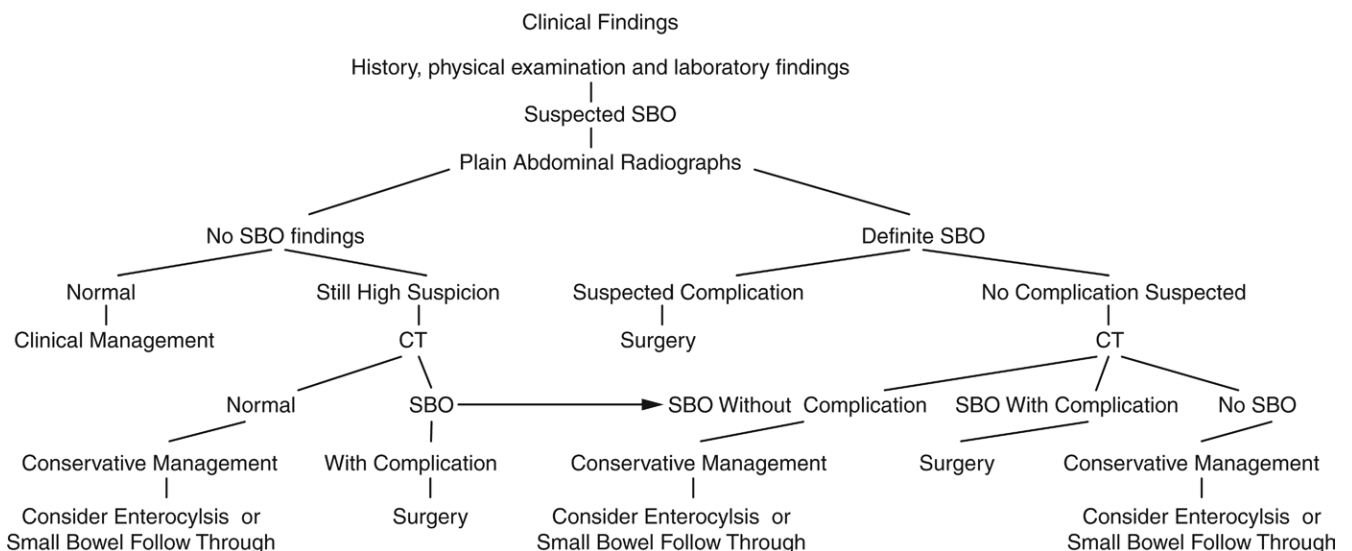 Clinical Findings
History, physical examination and laboratory findings
Suspected SBO
Plain Abdominal Radiographs
No SBO findings
Definite SBO
Normal
Still High Suspicion
Suspected Complication
No Complication Suspected
Clinical Management
CT
Surgery
CT
Normal
SBO
SBO Without Complication
SBO With Complication
No SBO
Conservative Management
With Complication
Conservative Management
Surgery
Conservative Management
Consider Enterocylsis or
Small Bowel Follow Through
Surgery
Consider Enterocylsis or
Small Bowel Follow Through
Consider Enterocylsis or
Small Bowel Follow Through